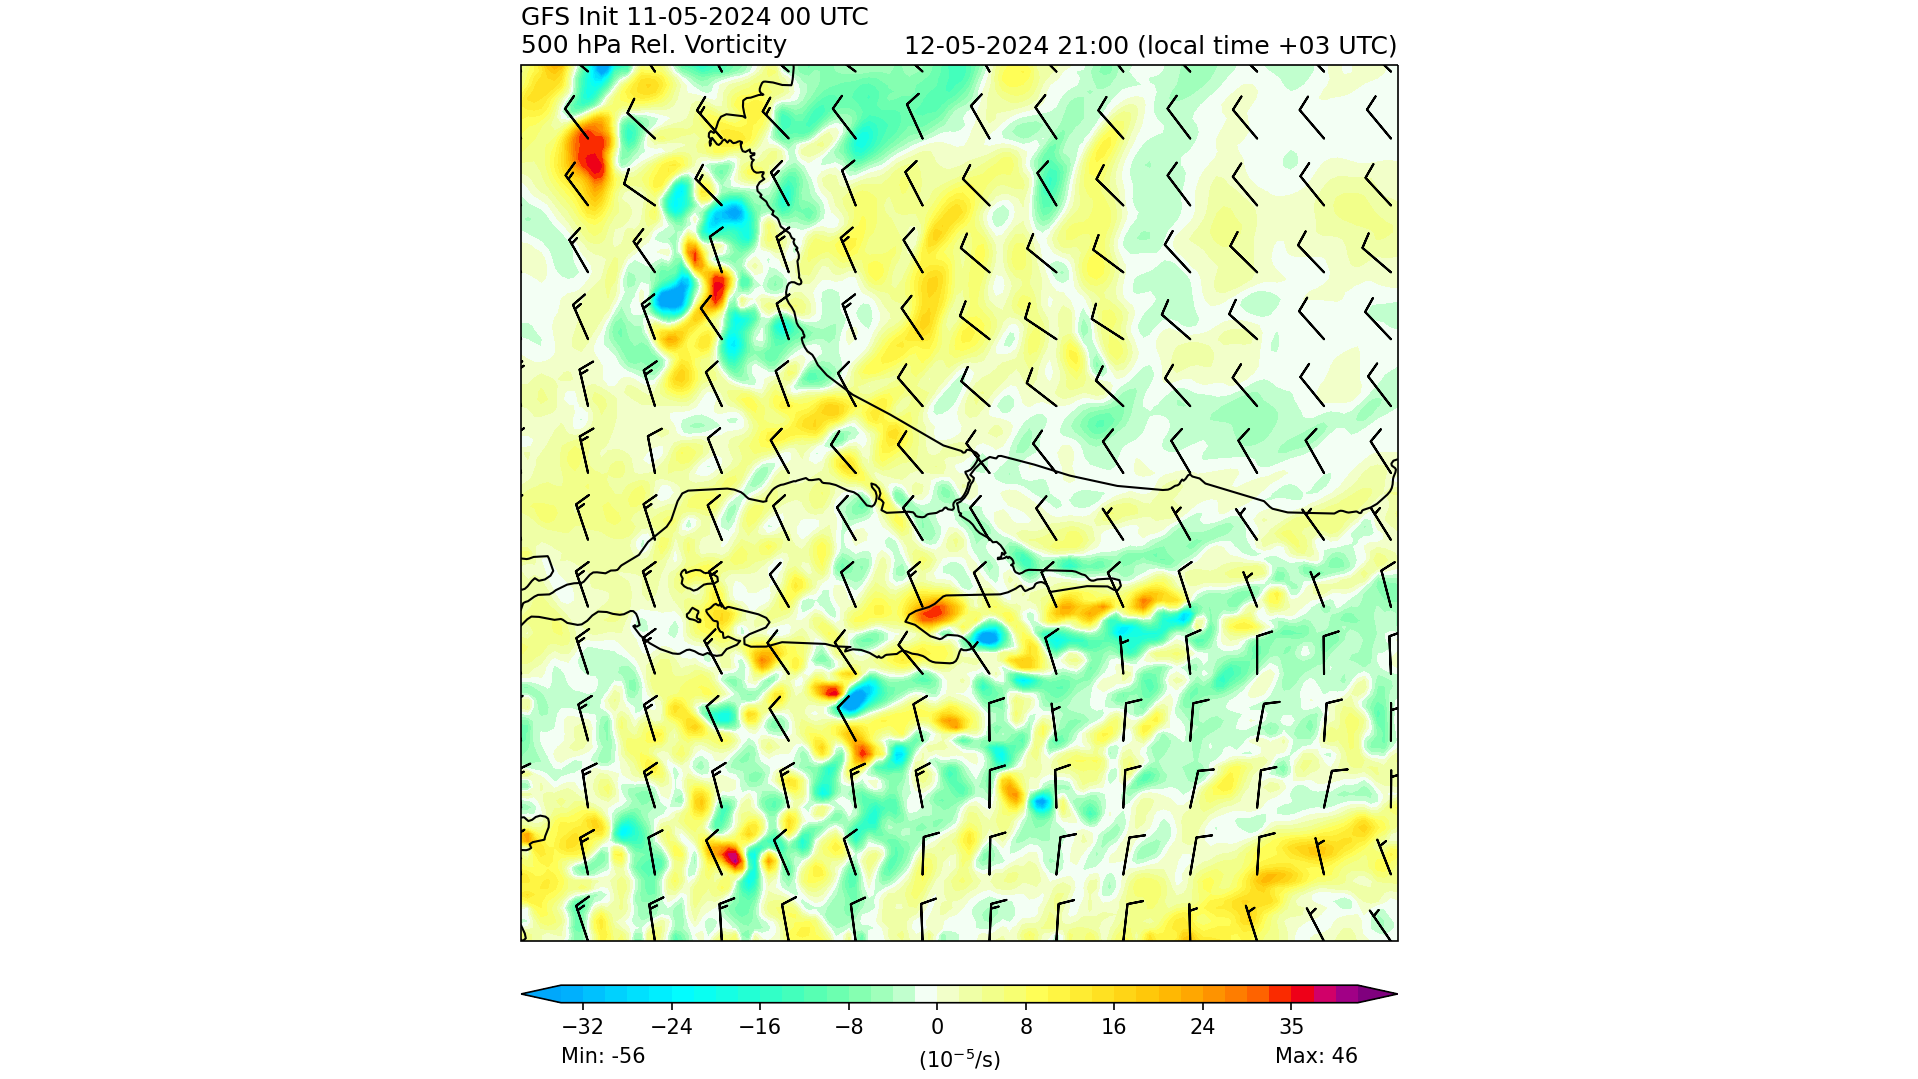 GFS Init 11-05-2024 00 UTC
500 hPa Rel. Vorticity
12-05-2024 21:00 (local time +03 UTC)
−32 −24 −16 −8 0 8 16 24 35
Min: -56
(10⁻⁵/s)
Max: 46